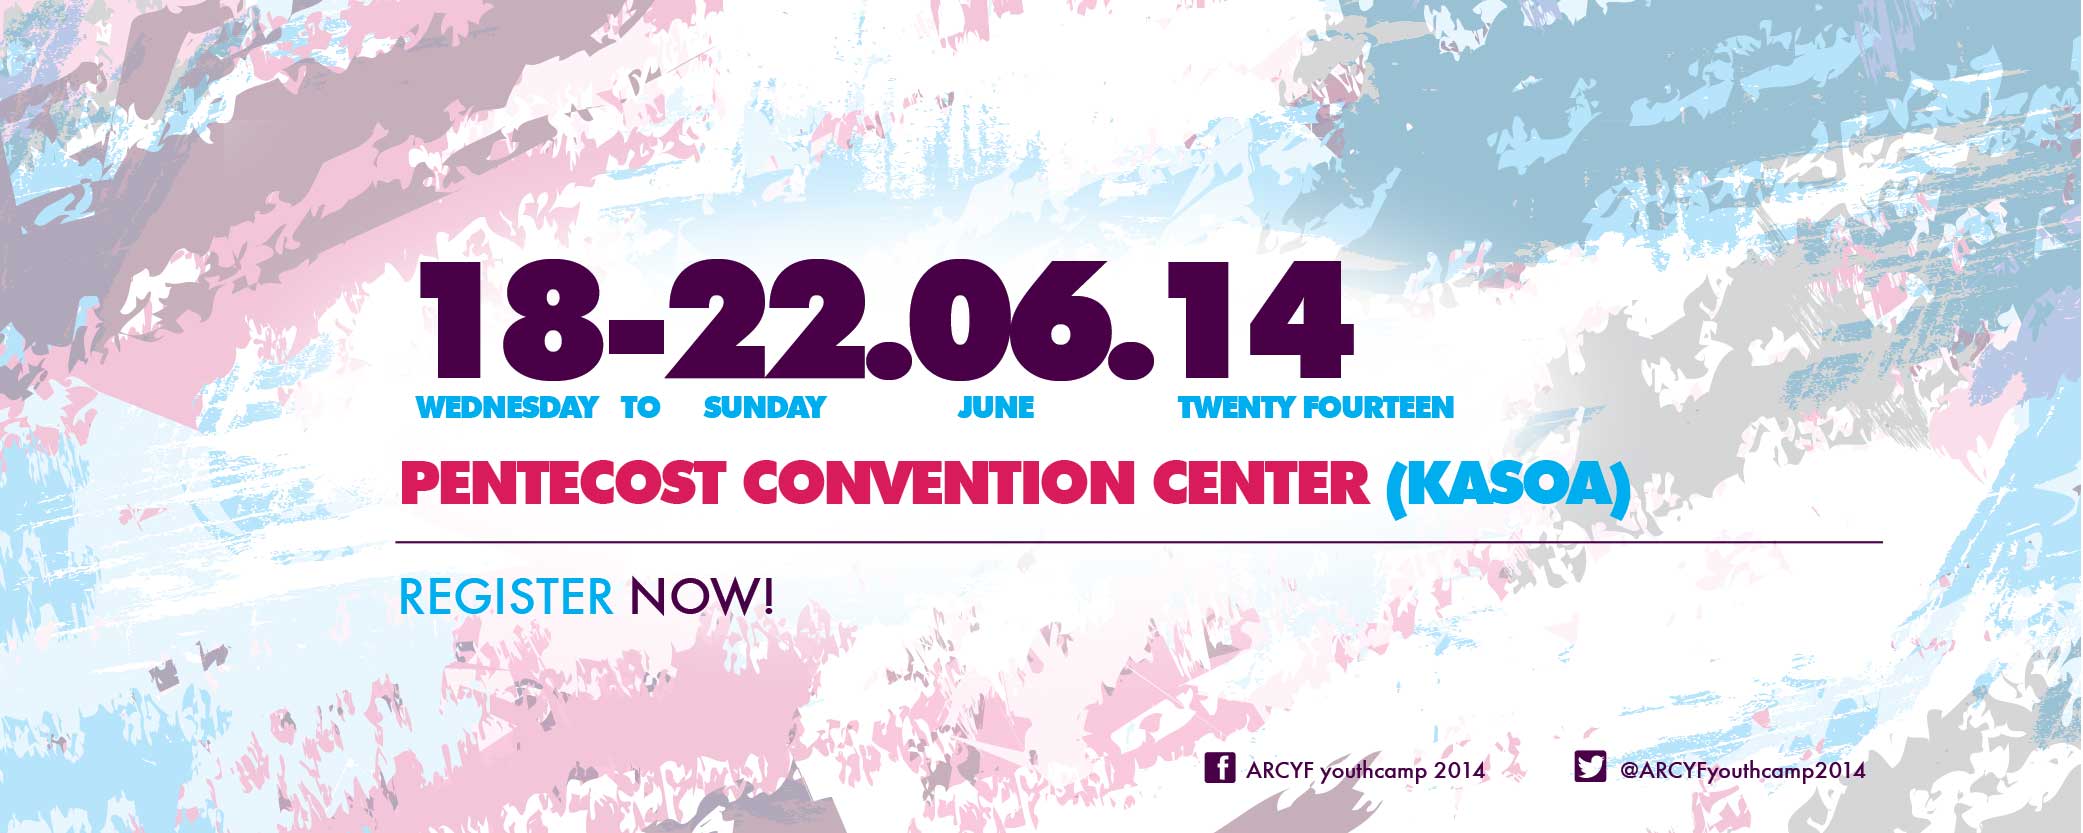 18-22.06.14
WEDNESDAY TO SUNDAY JUNE TWENTY FOURTEEN
PENTECOST CONVENTION CENTER (KASOA)
REGISTER NOW!
ARCYF youthcamp 2014 @ARCYFyouthcamp2014